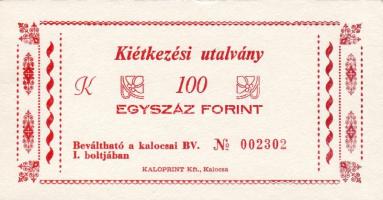 Kiétkezési utalvány
K 100
EGYSZÁZ FORINT
Beváltható a kalocsai BV. № 002302
I. boltjában
KALOPRINT Kft., Kalocsa